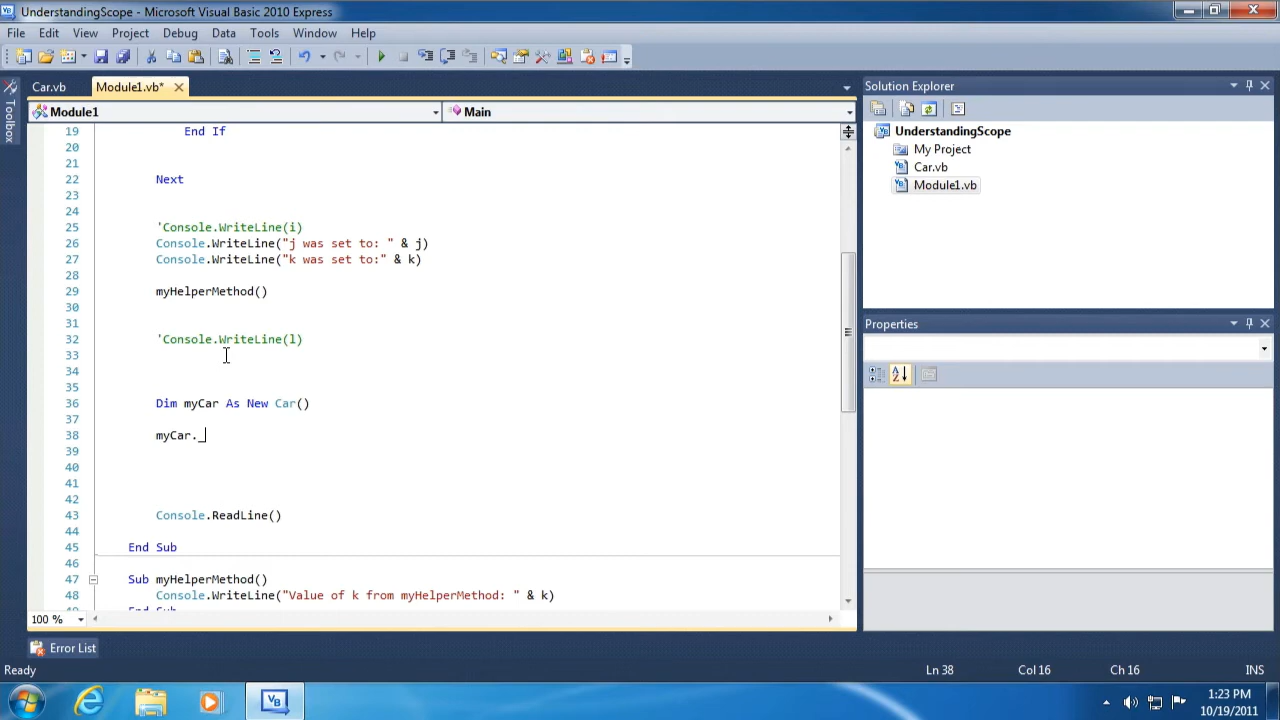 UnderstandingScope - Microsoft Visual Basic 2010 Express
File Edit View Project Debug Data Tools Window Help
Car.vb Module1.vb*
Toolbox
Module1 Main
19 End If
20
21
22 Next
23
24
25 'Console.WriteLine(i)
26 Console.WriteLine("j was set to: " & j)
27 Console.WriteLine("k was set to:" & k)
28
29 myHelperMethod()
30
31
32 'Console.WriteLine(l)
33
34
35
36 Dim myCar As New Car()
37
38 myCar._
39
40
41
42
43 Console.ReadLine()
44
45 End Sub
46
47 Sub myHelperMethod()
48 Console.WriteLine("Value of k from myHelperMethod: " & k)
49 End Sub
100 %
Solution Explorer
UnderstandingScope
My Project
Car.vb
Module1.vb
Properties
Error List
Ready Ln 38 Col 16 Ch 16 INS
1:23 PM
10/19/2011